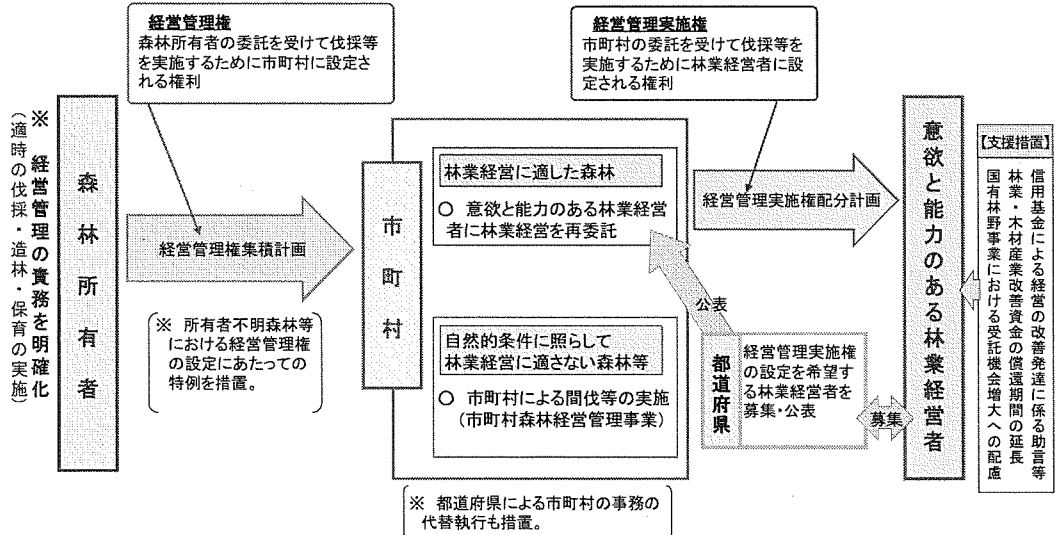 経営管理権
森林所有者の委託を受けて伐採等
を実施するために市町村に設定さ
れる権利
経営管理実施権
市町村の委託を受けて伐採等を
実施するために林業経営者に設
定される権利
森林所有者
※ 経営管理の責務を明確化
（適時の伐採・造林・保育の実施）
経営管理権集積計画
※ 所有者不明森林等
における経営管理権
の設定にあたっての
特例を措置。
市町村
林業経営に適した森林
○ 意欲と能力のある林業経営
者に林業経営を再委託
自然的条件に照らして
林業経営に適さない森林等
○ 市町村による間伐等の実施
（市町村森林経営管理事業）
※ 都道府県による市町村の事務の
代替執行も措置。
経営管理実施権配分計画
公表
都道府県
経営管理実施権
の設定を希望す
る林業経営者を
募集・公表
募集
意欲と能力のある林業経営者
【支援措置】
信用基金による経営の改善発達に係る助言等
林業・木材産業改善資金の償還期間の延長
国有林野事業における受託機会増大への配慮